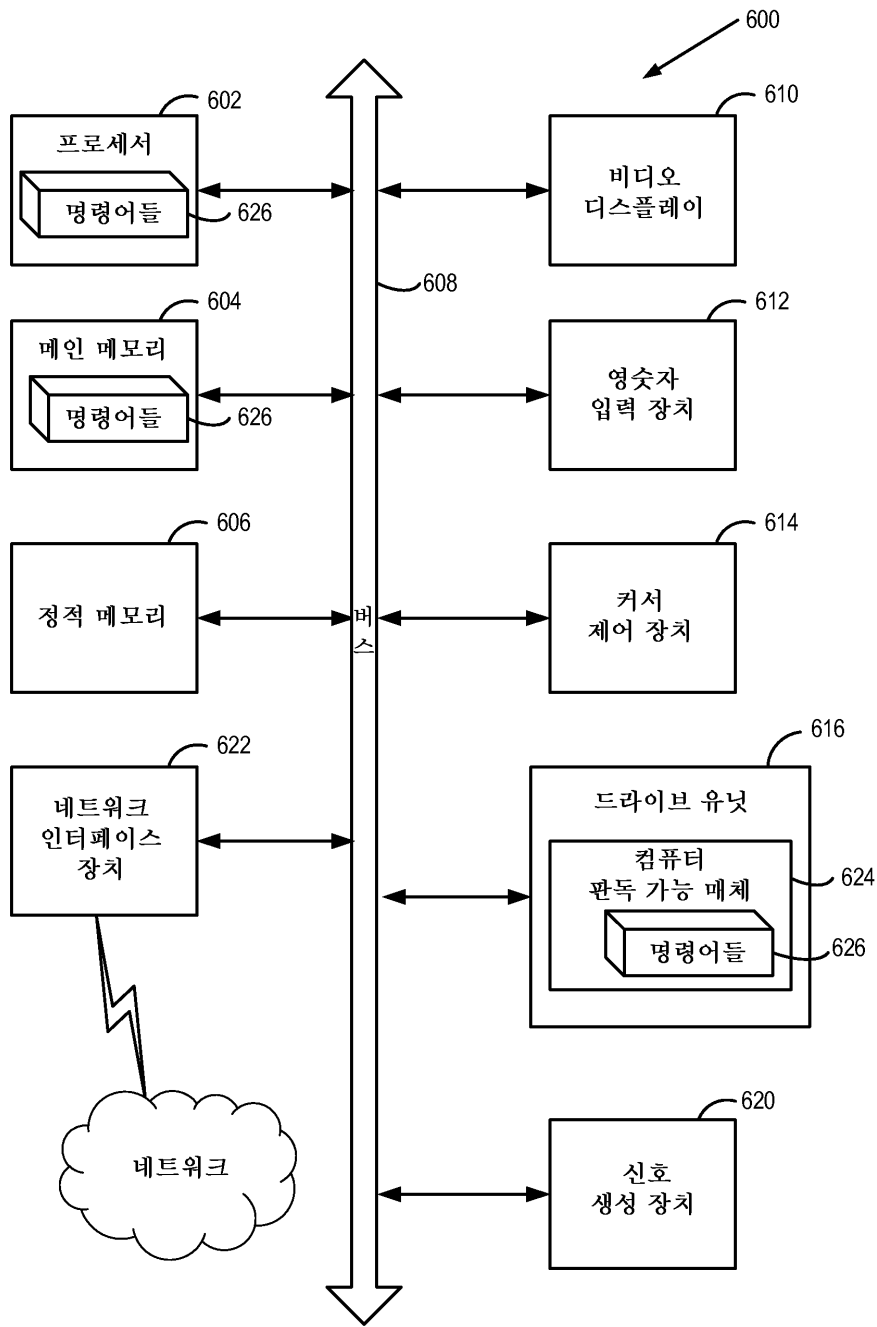 600
602
프로세서
명령어들
626
610
비디오
디스플레이
608
604
메인 메모리
명령어들
626
612
영숫자
입력 장치
606
정적 메모리
버
스
614
커서
제어 장치
622
네트워크
인터페이스
장치
616
드라이브 유닛
컴퓨터
판독 가능 매체
624
명령어들
626
네트워크
620
신호
생성 장치